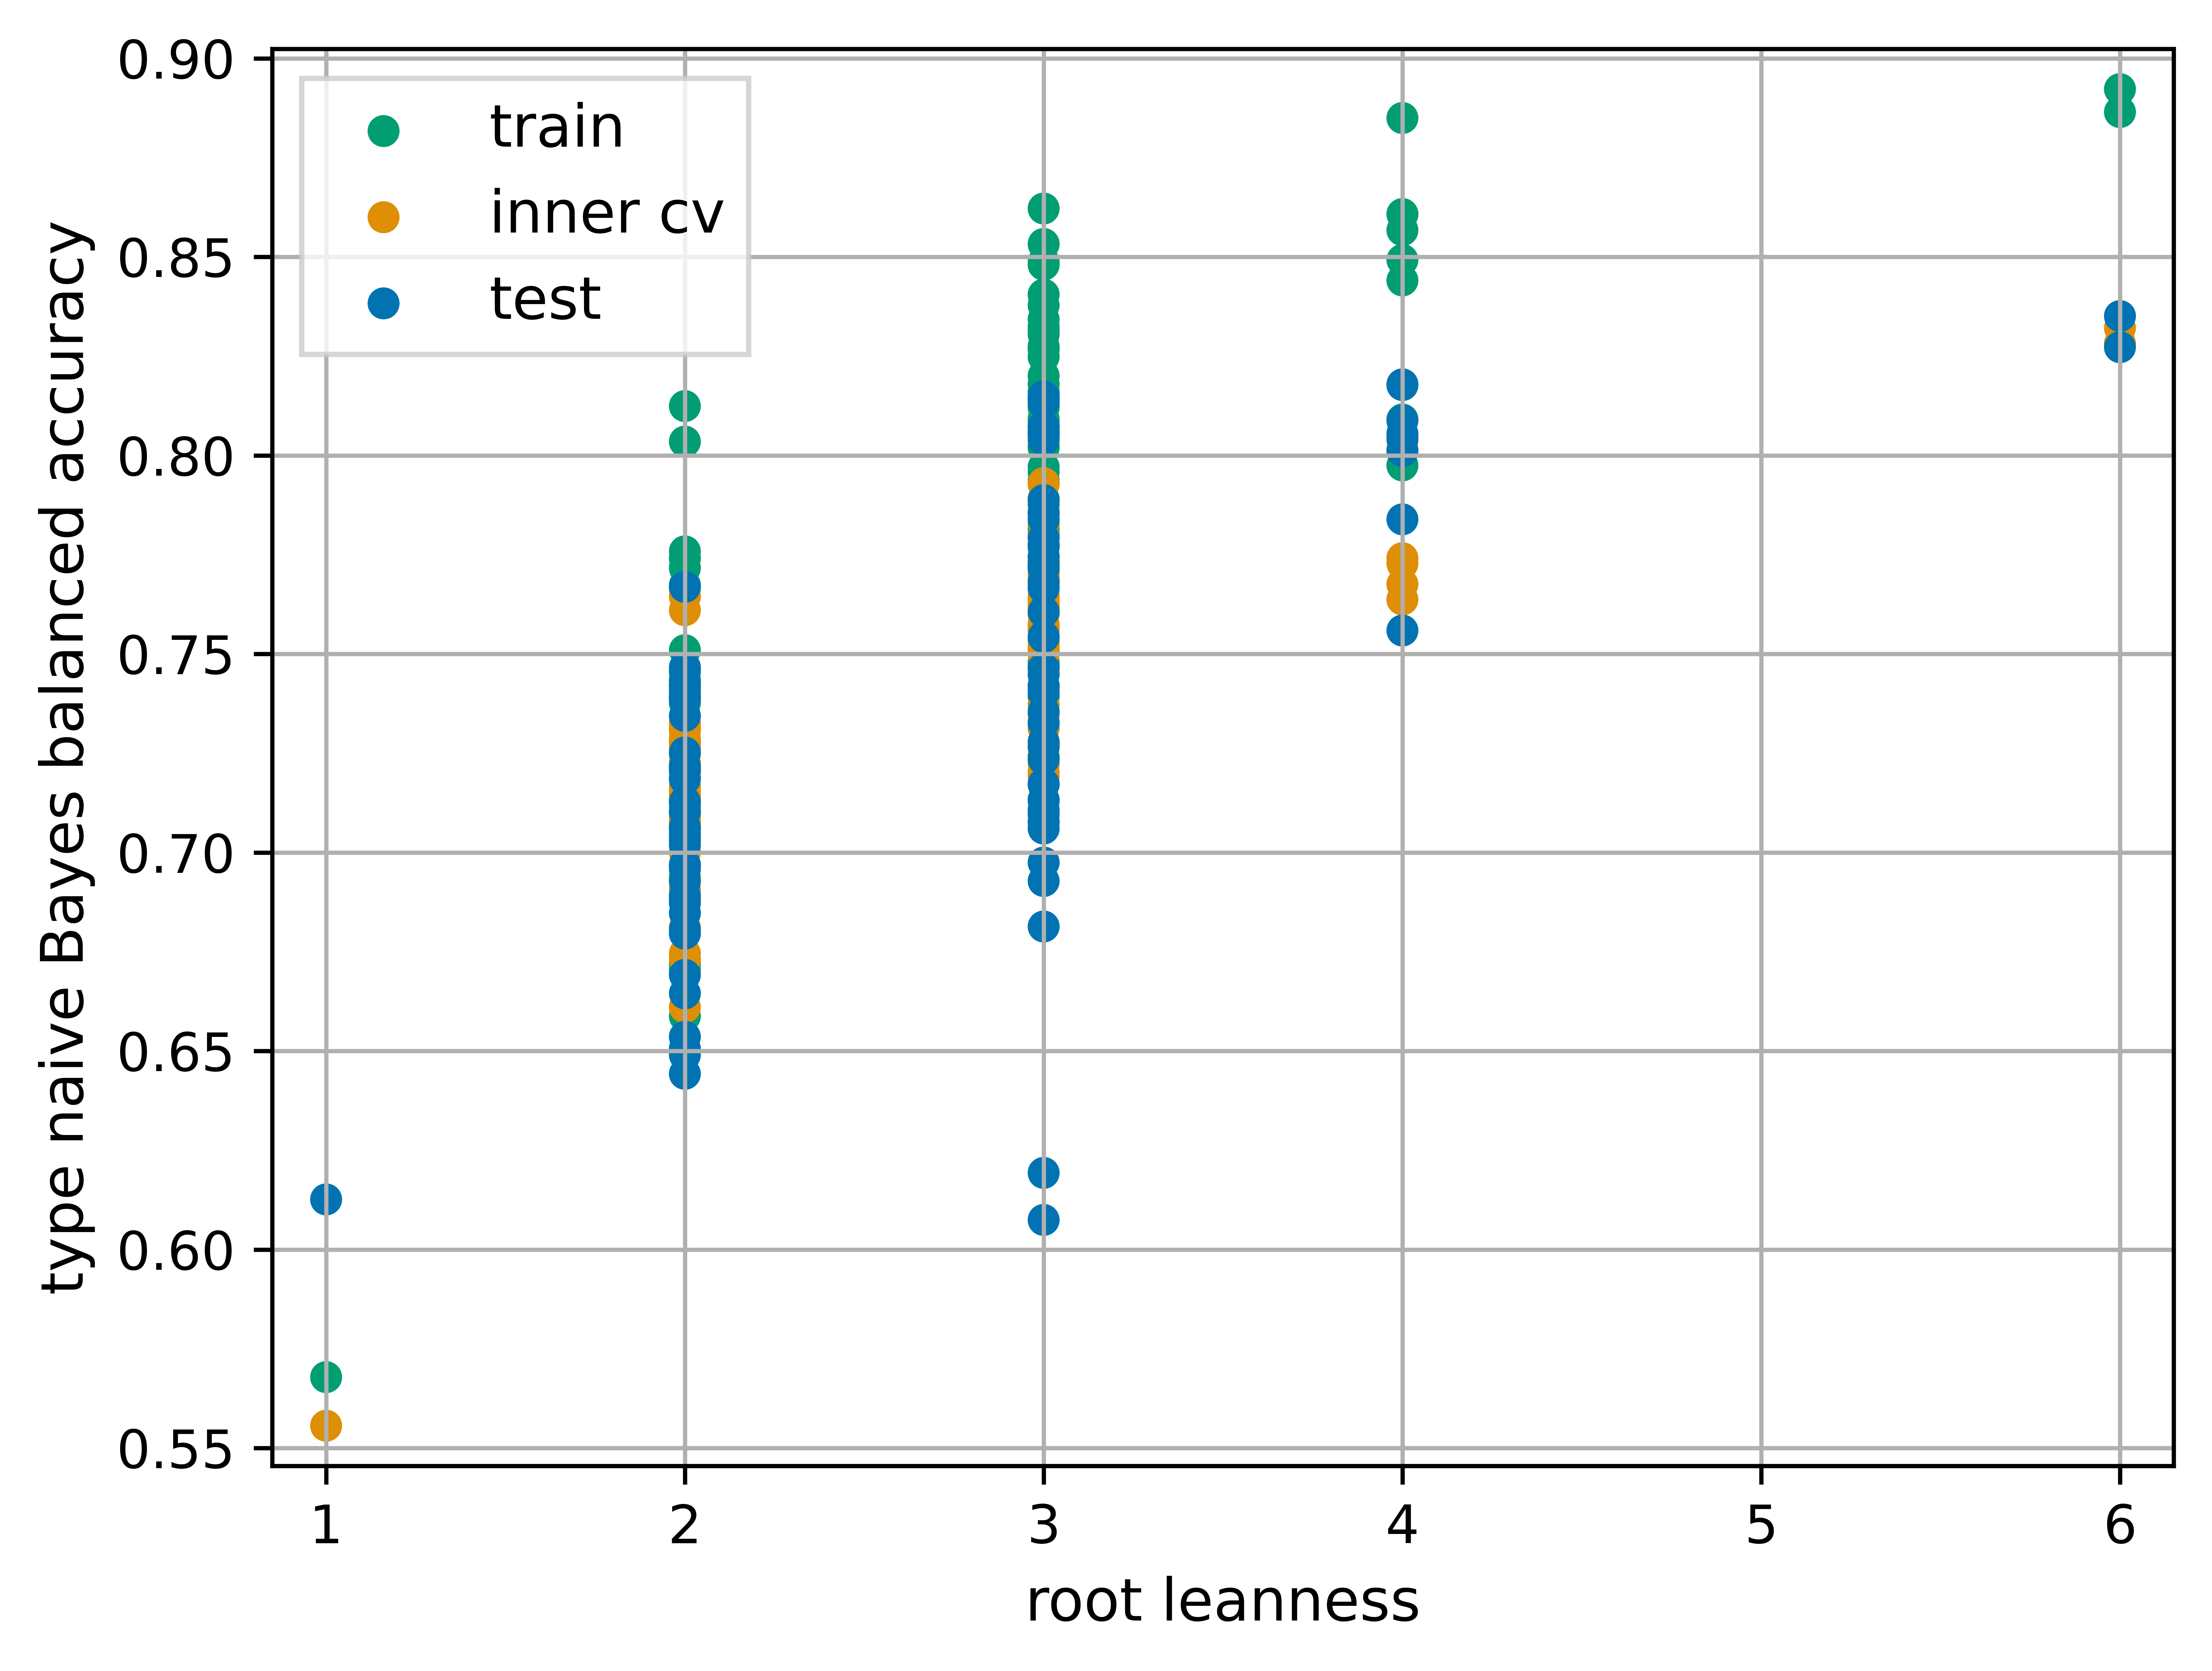 0.90
0.85
0.80
0.75
0.70
0.65
0.60
0.55
type naive Bayes balanced accuracy
train
inner cv
test
1 2 3 4 5 6
root leanness